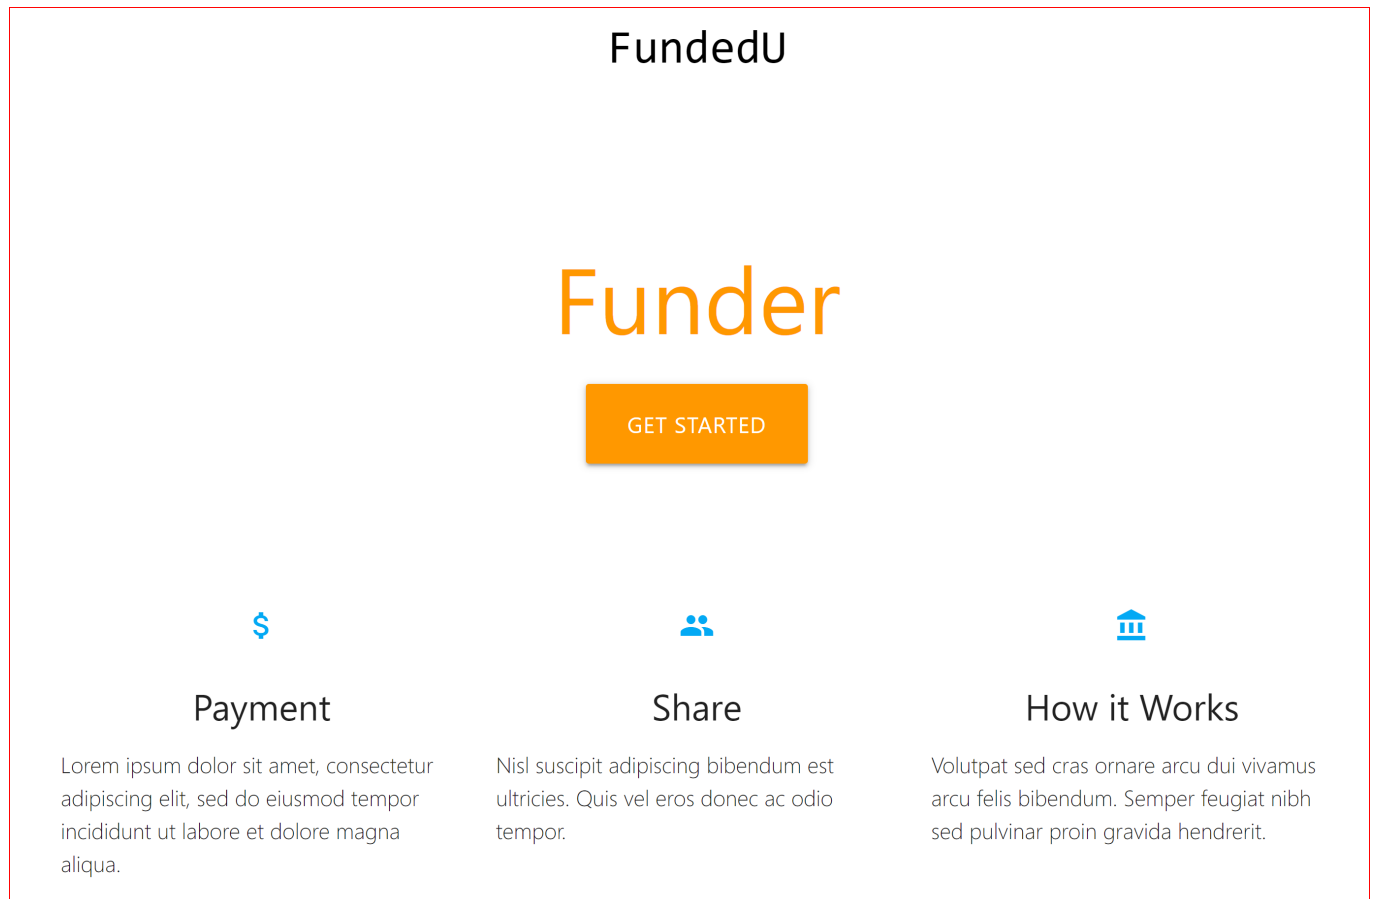 FundedU
Funder
GET STARTED
Payment
Lorem ipsum dolor sit amet, consectetur
adipiscing elit, sed do eiusmod tempor
incididunt ut labore et dolore magna
aliqua.
Share
Nisl suscipit adipiscing bibendum est
ultricies. Quis vel eros donec ac odio
tempor.
How it Works
Volutpat sed cras ornare arcu dui vivamus
arcu felis bibendum. Semper feugiat nibh
sed pulvinar proin gravida hendrerit.